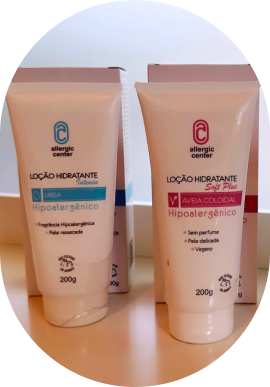 allergic
center
LOÇÃO HIDRATANTE
Intense
UREIA
Hipoalergênico
Fragrância Hipoalergênica
Pele ressecada
200g
allergic
center
LOÇÃO HIDRATANTE
Soft Plus
AVEIA COLOIDAL
Hipoalergênico
Sem perfume
Pele delicada
Vegano
200g